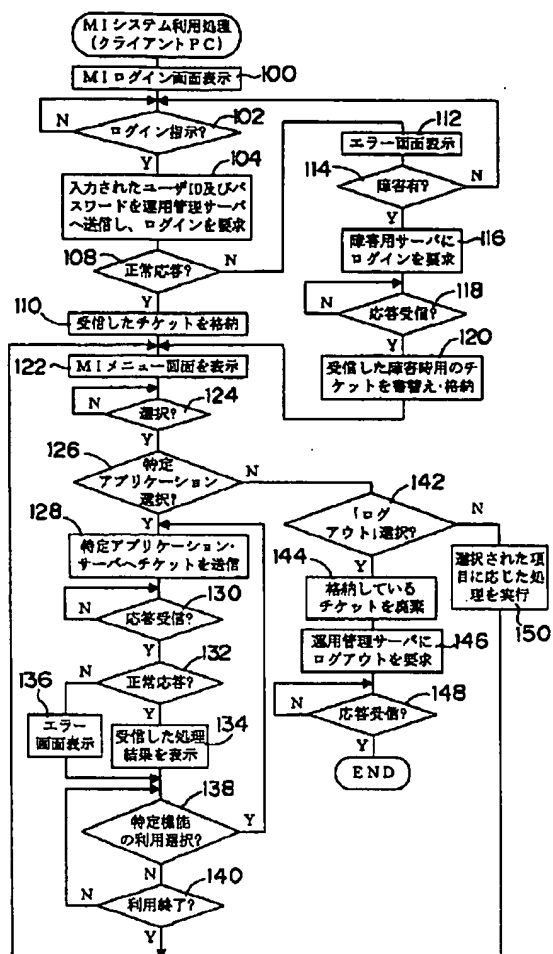 MIシステム利用処理
(クライアントPC)
MIログイン画面表示
100
N
ログイン指示?
102
Y
104
入力されたユーザID及びパ
スワードを運用管理サーバ
へ送信し、ログインを要求
108
正常応答?
N
Y
110
受信したチケットを格納
112
エラー画面表示
114
障害有?
N
Y
障害用サーバに
ログインを要求
116
N
応答受信?
118
Y
120
受信した障害時用のチ
ケットを書替え・格納
122
MIメニュー画面を表示
N
選択?
124
Y
126
特定
アプリケーション
選択?
N
128
Y
特定アプリケーション・
サーバへチケットを送信
N
応答受信?
130
Y
132
正常応答?
N
Y
136
エラー
画面表示
受信した処理
結果を表示
134
138
特定機能
の利用選択?
Y
N
140
N
利用終了?
Y
142
「ログ
アウト」選択?
N
Y
144
格納している
チケットを廃棄
運用管理サーバに
ログアウトを要求
146
N
応答受信?
148
Y
END
選択された項
目に応じた処
理を実行
150